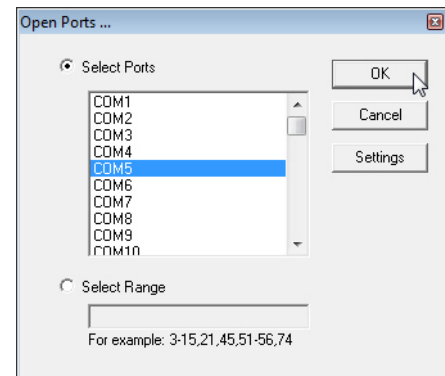 Open Ports ...
Select Ports
OK
COM1
COM2
COM3
COM4
COM5
COM6
COM7
COM8
COM9
COM10
Cancel
Settings
Select Range
For example: 3-15,21,45,51-56,74